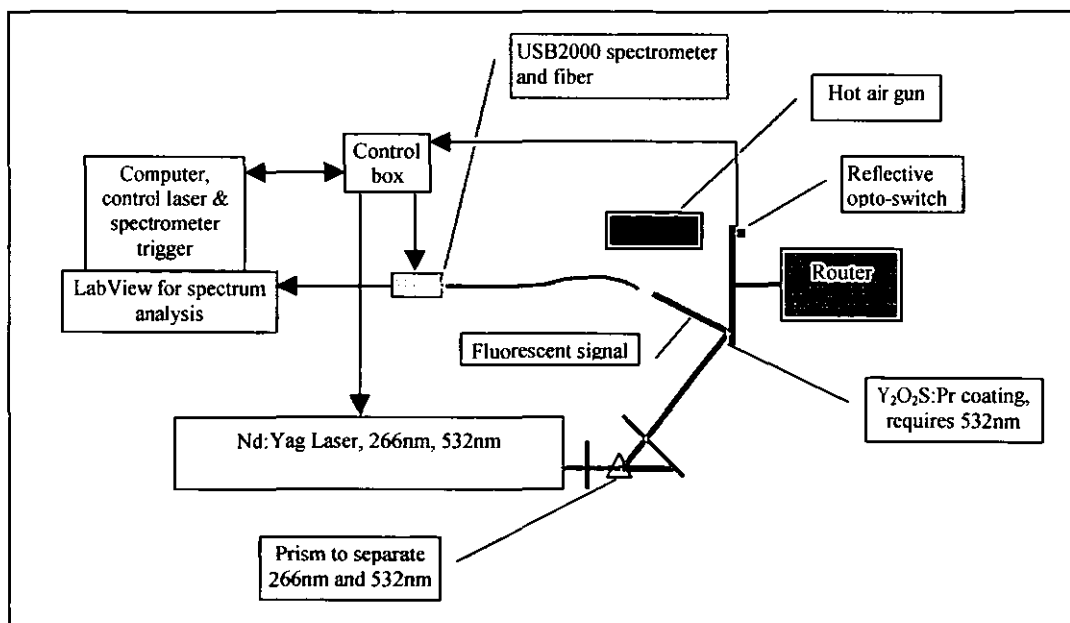 USB2000 spectrometer
and fiber
Hot air gun
Control
box
Computer,
control laser &
spectrometer
trigger
Reflective
opto-switch
Router
LabView for spectrum
analysis
Fluorescent signal
Y₂O₂S:Pr coating,
requires 532nm
Nd:Yag Laser, 266nm, 532nm
Prism to separate
266nm and 532nm